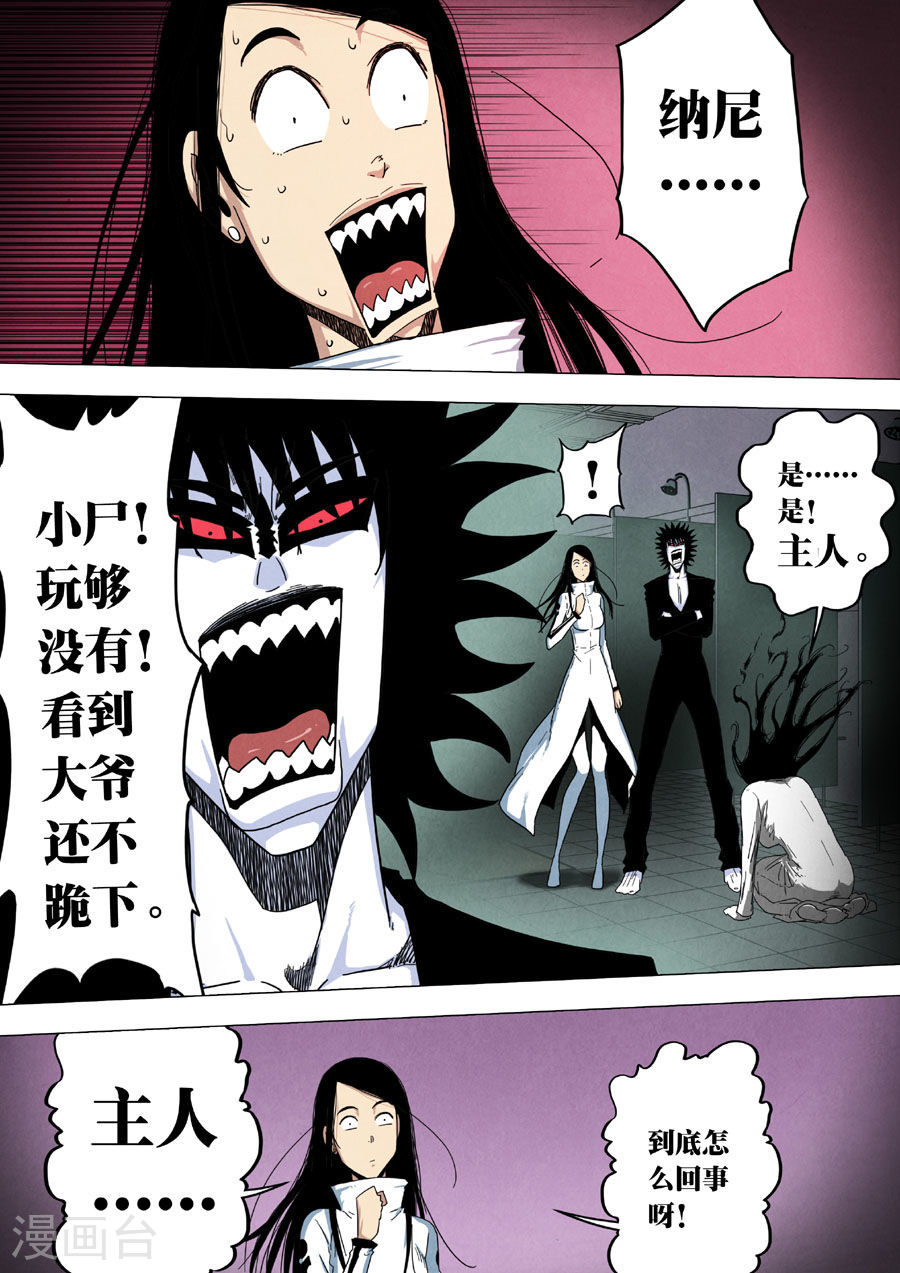 纳尼
……
小尸！
玩够
没有！
看到
大爷
还不
跪下。
！
是……
是！
主人。
主人
……
到底怎
么回事
呀！
漫画台